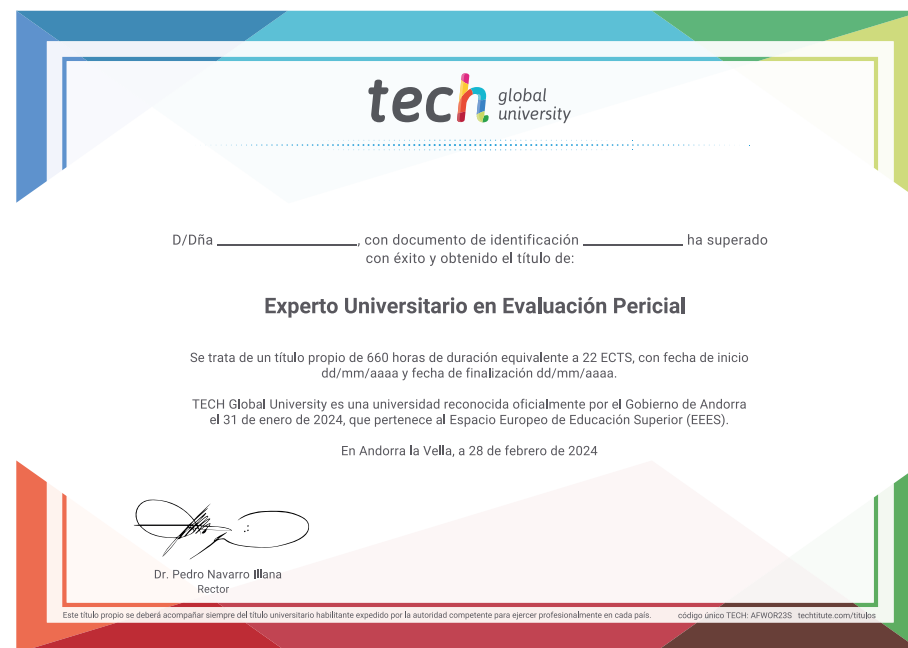 tech global university
D/Dña ____________________, con documento de identificación ______________ ha superado
con éxito y obtenido el título de:
Experto Universitario en Evaluación Pericial
Se trata de un título propio de 660 horas de duración equivalente a 22 ECTS, con fecha de inicio
dd/mm/aaaa y fecha de finalización dd/mm/aaaa.
TECH Global University es una universidad reconocida oficialmente por el Gobierno de Andorra
el 31 de enero de 2024, que pertenece al Espacio Europeo de Educación Superior (EEES).
En Andorra la Vella, a 28 de febrero de 2024
Dr. Pedro Navarro Illana
Rector
Este título propio se deberá acompañar siempre del título universitario habilitante expedido por la autoridad competente para ejercer profesionalmente en cada país. código único TECH: AFWOR23S techtitute.com/titulos